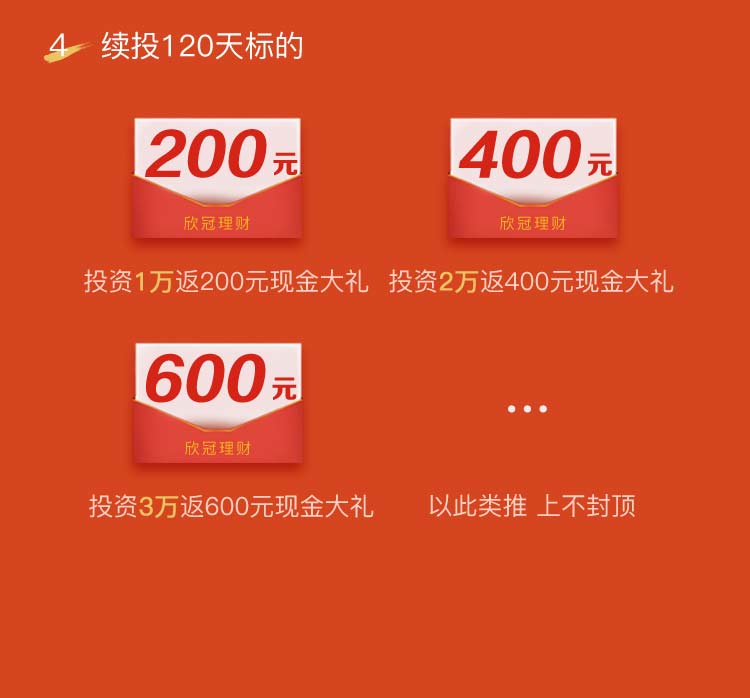 4 续投120天标的
200元
欣冠理财
400元
欣冠理财
投资1万返200元现金大礼
投资2万返400元现金大礼
600元
欣冠理财
...
投资3万返600元现金大礼
以此类推 上不封顶